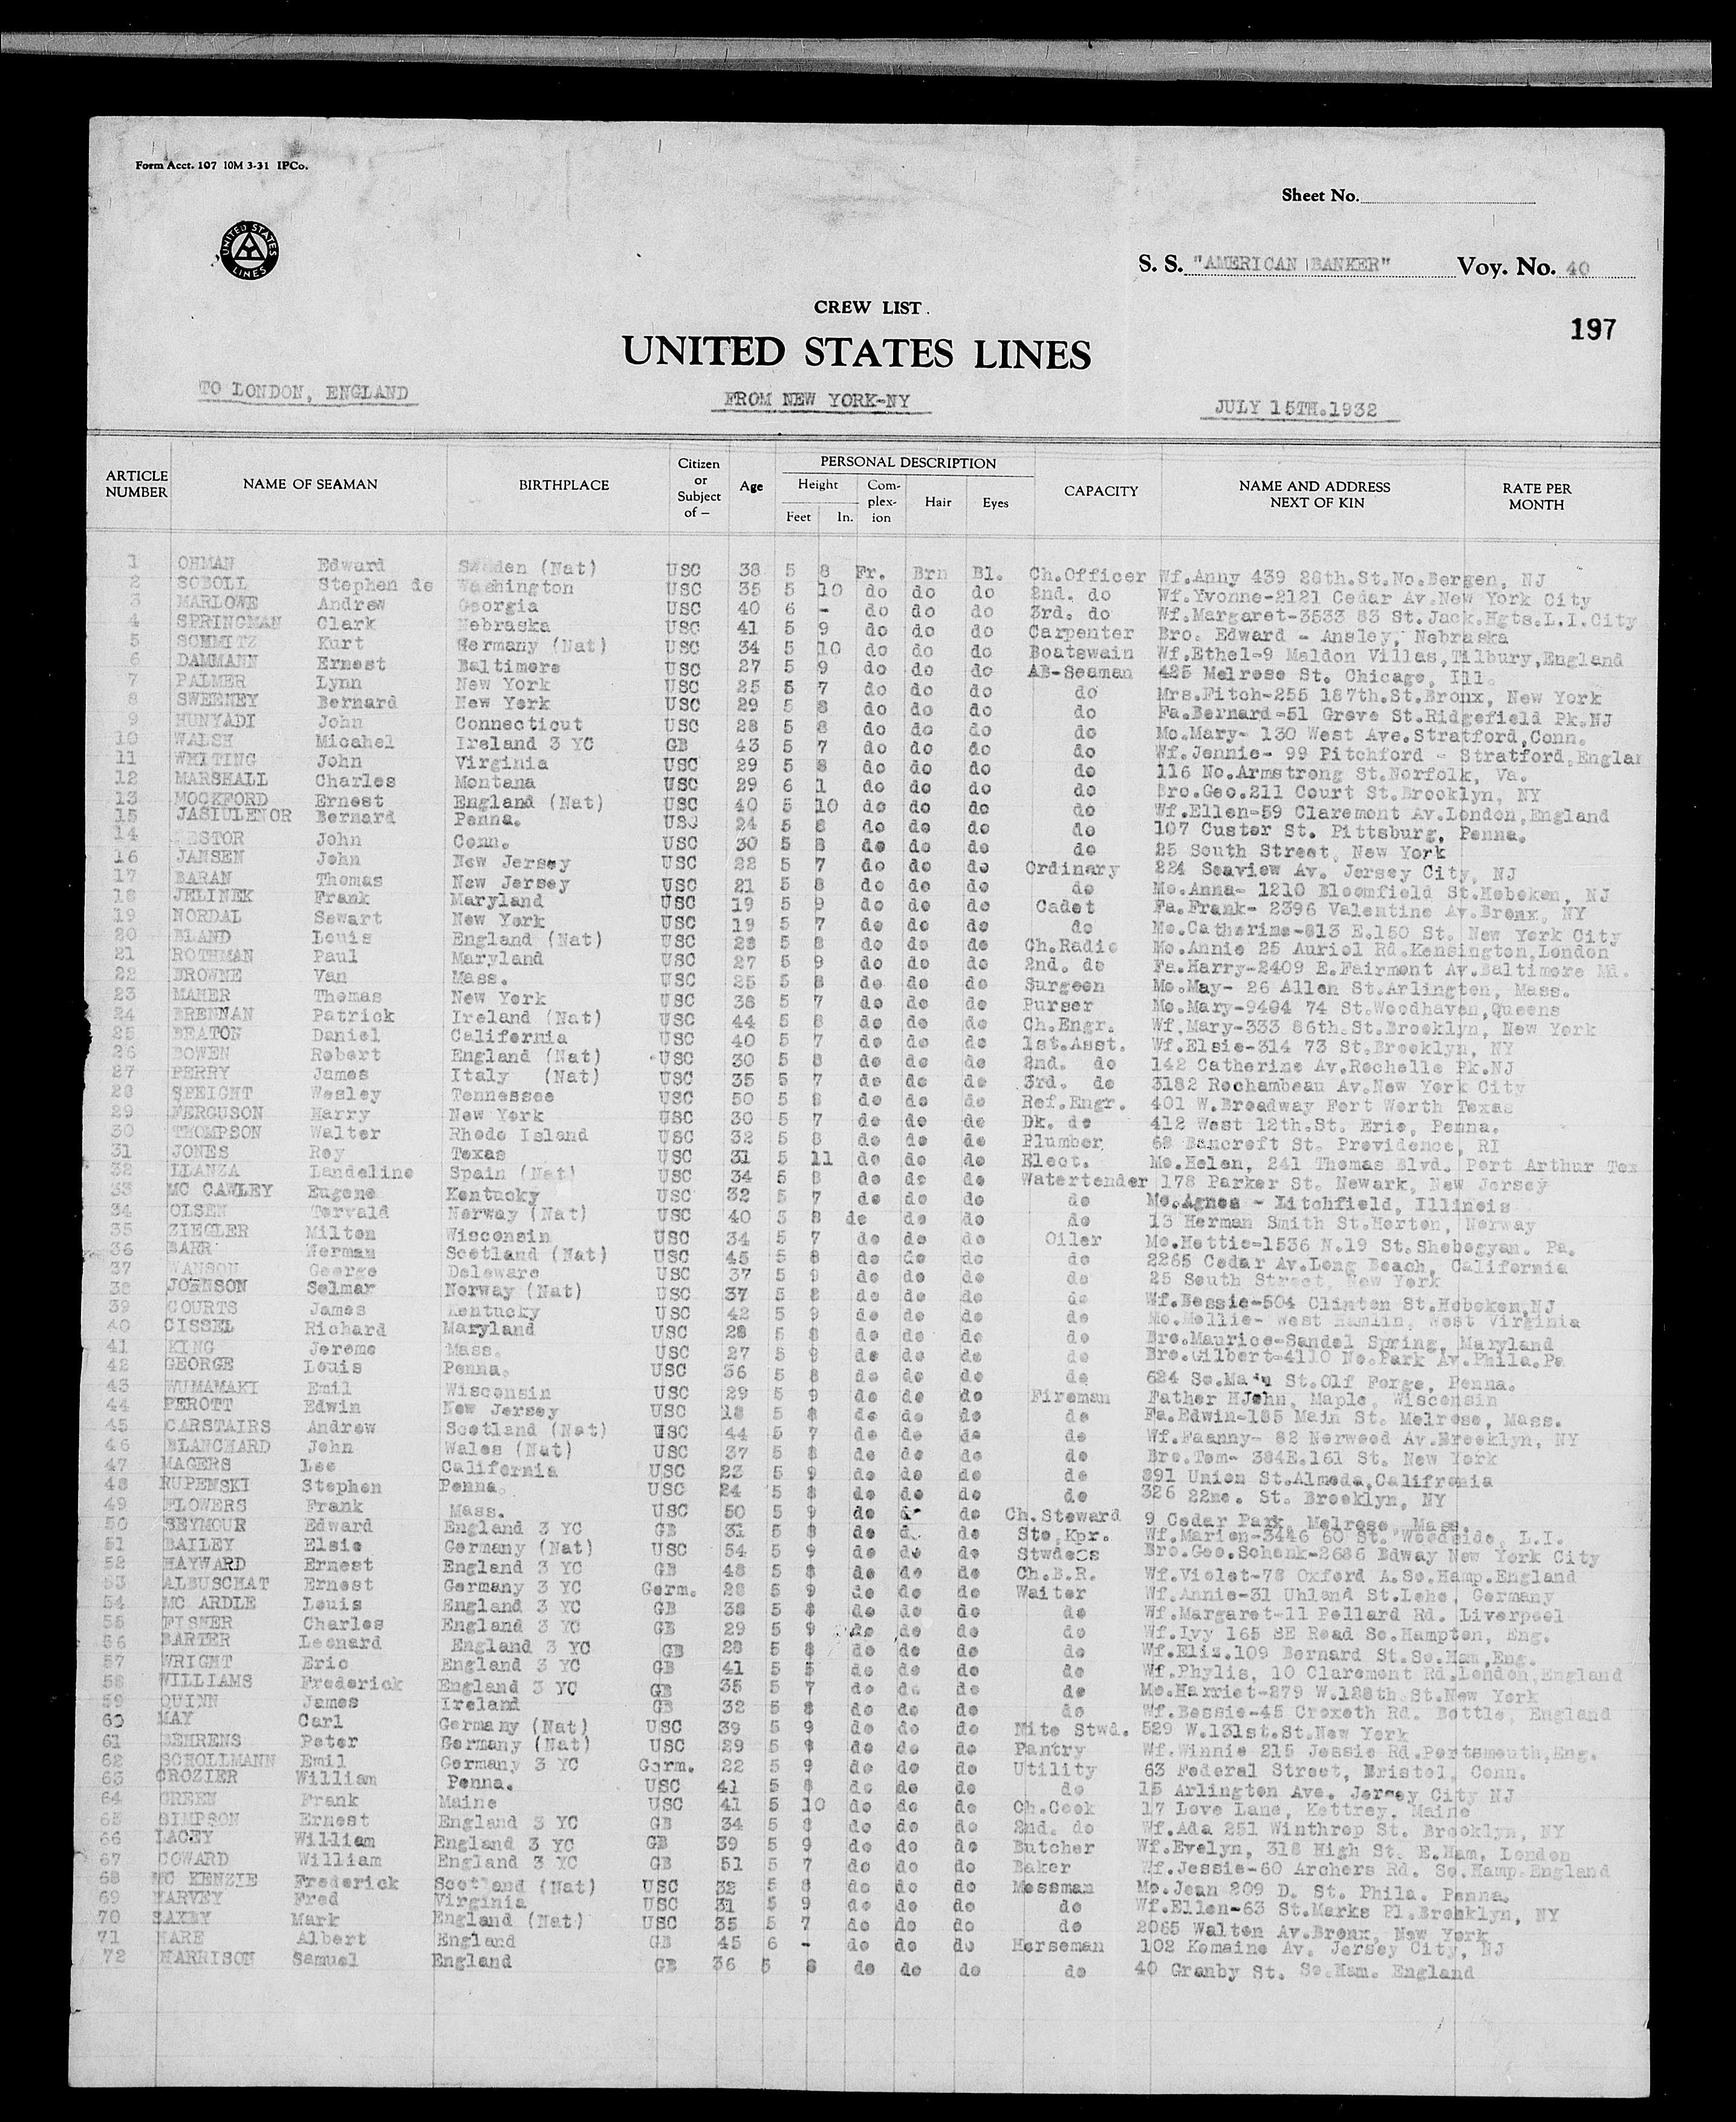 Form Acct. 107 10M 3-31 IPCo.
Sheet No.
UNITED STATES LINES
S. S. "AMERICAN BANKER" Voy. No. 40
CREW LIST.
197
UNITED STATES LINES
TO LONDON, ENGLAND FROM NEW YORK-NY JULY 15TH.1932
ARTICLE NUMBER NAME OF SEAMAN BIRTHPLACE Citizen or Subject of — Age PERSONAL DESCRIPTION Height Feet In. Complexion Hair Eyes CAPACITY NAME AND ADDRESS NEXT OF KIN RATE PER MONTH
1 OHMAN Edward Sweden (Nat) USC 38 5 8 Fr. Brn Bl. Ch.Officer Wf.Anny 439 28th.St.No.Bergen, NJ
2 SOBOLL Stephen de Washington USC 35 5 10 do do do 2nd. do Wf.Yvonne-2121 Cedar Av.New York City
3 MARLOWE Andrew Georgia USC 40 6 - do do do 3rd. do Wf.Margaret-3533 83 St.Jack.Hgts.L.I.City
4 SPRINGMAN Clark Nebraska USC 41 5 9 do do do Carpenter Bro. Edward - Ansley, Nebraska
5 SCHMITZ Kurt Germany (Nat) USC 34 5 10 do do do Boatswain Wf.Ethel-9 Maldon Villas,Tilbury,England
6 DAMMANN Ernest Baltimore USC 27 5 9 do do do AB-Seaman 425 Melrose St. Chicago, Ill.
7 PALMER Lynn New York USC 25 5 7 do do do do Mrs.Fitch-255 187th.St.Bronx, New York
8 SWEENEY Bernard New York USC 29 5 8 do do do do Fa.Bernard-51 Grove St.Ridgefield Pk.NJ
9 HUNYADI John Connecticut USC 28 5 8 do do do do Mo.Mary- 130 West Ave.Stratford,Conn.
10 WALSH Micahel Ireland 3 YC GB 43 5 7 do do do do Wf.Jennie- 99 Pitchford - Stratford,Englan
11 WHITING John Virginia USC 29 5 8 do do do do 116 No.Armstrong St.Norfolk, Va.
12 MARSHALL Charles Montana USC 29 6 1 do do do do Bro.Geo.211 Court St.Brooklyn, NY
13 MOCKFORD Ernest England (Nat) USC 40 5 10 do do do do Wf.Ellen-59 Claremont Av.London,England
15 JASIULENOR Bernard Penna. USC 24 5 8 do do do do 107 Custer St. Pittsburg, Penna.
14 NESTOR John Conn. USC 30 5 8 do do do do 25 South Street, New York
16 JANSEN John New Jersey USC 22 5 7 do do do Ordinary 224 Seaview Av. Jersey City, NJ
17 BARAN Thomas New Jersey USC 21 5 8 do do do do Mo.Anna- 1210 Bloomfield St.Hoboken, NJ
18 JELINEK Frank Maryland USC 19 5 9 do do do Cadet Fa.Frank- 2396 Valentine Av.Bronx, NY
19 NORDAL Sewart New York USC 19 5 7 do do do do Mo.Catherine-813 E.150 St. New York City
20 BLAND Louis England (Nat) USC 28 5 8 do do do Ch.Radio Mo.Annie 25 Auriol Rd.Kensington,London
21 ROTHMAN Paul Maryland USC 27 5 9 do do do 2nd. do Fa.Harry-2409 E.Fairmont Av.Baltimore Md.
22 BROWNE Van Mass. USC 25 5 8 do do do Surgeon Mo.May- 26 Allen St.Arlington, Mass.
23 MAHER Thomas New York USC 38 5 7 do do do Purser Mo.Mary-9404 74 St.Woodhaven,Queens
24 BRENNAN Patrick Ireland (Nat) USC 44 5 8 do do do Ch.Engr. Wf.Mary-333 86th.St.Brooklyn, New York
25 BEATON Daniel California USC 40 5 7 do do do 1st.Asst. Wf.Elsie-314 73 St.Brooklyn, NY
26 BOWEN Robert England (Nat) USC 30 5 8 do do do 2nd. do 142 Catherine Av.Rochelle Pk.NJ
27 PERRY James Italy (Nat) USC 35 5 7 do do do 3rd. do 3182 Rochambeau Av.New York City
28 SPEIGHT Wesley Tennessee USC 50 5 8 do do do Ref.Engr. 401 W.Broadway Fort Worth Texas
29 FERGUSON Harry New York USC 30 5 7 do do do Dk. do 412 West 12th.St. Erie, Penna.
30 THOMPSON Walter Rhode Island USC 32 5 8 do do do Plumber 68 Bancroft St. Providence, RI
31 JONES Roy Texas USC 31 5 11 do do do Elect. Mo.Helen, 241 Thomas Blvd. Port Arthur Tex
32 LLANZA Landeline Spain (Nat) USC 34 5 8 do do do Watertender 178 Parker St. Newark, New Jersey
33 MC CAWLEY Eugene Kentucky USC 32 5 7 do do do do Mo.Agnes - Litchfield, Illinois
34 OLSEN Torvald Norway (Nat) USC 40 5 8 do do do do 13 Herman Smith St.Horten, Norway
35 ZIEGLER Milton Wisconsin USC 34 5 7 do do do Oiler Mo.Hettie-1536 N.19 St.Shebogyan. Pa.
36 BARR Herman Scotland (Nat) USC 45 5 8 do do do do 2265 Cedar Av.Long Beach, California
37 WANSON George Deleware USC 37 5 9 do do do do 25 South Street, New York
38 JOHNSON Selmar Norway (Nat) USC 37 5 8 do do do do Wf.Bessie-504 Clinton St.Hoboken,NJ
39 COURTS James Kentucky USC 42 5 9 do do do do Mo.Mollie- West Hamlin, West Virginia
40 CISSEL Richard Maryland USC 28 5 8 do do do do Bro.Maurice-Sandel Spring, Maryland
41 KING Jerome Mass. USC 27 5 9 do do do do Bro.Gilbert-4110 No.Park Av.Phila.Pa
42 GEORGE Louis Penna. USC 36 5 8 do do do do 624 So.Main St.Olf Forge, Penna.
43 WUMAMAKI Emil Wisconsin USC 29 5 9 do do do Fireman Father HJohn, Maple, Wisconsin
44 PEROTT Edwin New Jersey USC 18 5 8 do do do do Fa.Edwin-185 Main St. Melrose, Mass.
45 CARSTAIRS Andrew Scotland (Nat) USC 44 5 7 do do do do Wf.Faanny- 82 Norwood Av.Brooklyn, NY
46 BLANCHARD John Wales (Nat) USC 37 5 8 do do do do Bro.Tom- 384E.161 St. New York
47 MAGERS Lee California USC 23 5 9 do do do do 891 Union St.Almeda,Califronia
48 RUPENSKI Stephen Penna. USC 24 5 8 do do do do 326 22nd. St. Brooklyn, NY
49 FLOWERS Frank Mass. USC 50 5 9 do do do Ch.Steward 9 Cedar Park, Melrose, Mass.
50 SEYMOUR Edward England 3 YC GB 31 5 8 do do do Sto.Kpr. Wf.Marion-3446 60 St. Woodside, L.I.
51 BAILEY Elsie Germany (Nat) USC 54 5 9 do do do Stwdess Bro.Geo.Schenk-2686 Bdway New York City
52 HAYWARD Ernest England 3 YC GB 48 5 8 do do do Ch.B.R. Wf.Violet-78 Oxford A.So.Hamp.England
53 ALBUSCHAT Ernest Germany 3 YC Germ. 28 5 9 do do do Waiter Wf.Annie-31 Uhland St.Lehe, Germany
54 MC ARDLE Louis England 3 YC GB 38 5 8 do do do do Wf.Margaret-11 Pollard Rd. Liverpool
55 FISHER Charles England 3 YC GB 29 5 9 do do do do Wf.Ivy 165 SE Road So.Hampton, Eng.
56 BARTER Leonard England 3 YC GB 28 5 8 do do do do Wf.Eliz.109 Bernard St.So.Ham,Eng.
57 WRIGHT Eric England 3 YC GB 41 5 5 do do do do Wf.Phylis, 10 Claremont Rd.London,England
58 WILLIAMS Frederick England 3 YC GB 35 5 7 do do do do Mo.Harriet-279 W.128th.St.New York
59 QUINN James Ireland GB 32 5 8 do do do do Wf.Bessie-45 Croxeth Rd. Bottle, England
60 MAY Carl Germany (Nat) USC 39 5 9 do do do Nite Stwd. 529 W.131st.St.New York
61 BEHRENS Peter Germany (Nat) USC 29 5 8 do do do Pantry Wf.Winnie 215 Jessie Rd.Portsmouth,Eng.
62 SCHOLLMANN Emil Germany 3 YC Germ. 22 5 9 do do do Utility 63 Federal Street, Bristol, Conn.
63 CROZIER William Penna. USC 41 5 8 do do do do 15 Arlington Ave. Jersey City NJ
64 GREEN Frank Maine USC 41 5 10 do do do Ch.Cook 17 Love Lane, Kettrey, Maine
65 SIMPSON Ernest England 3 YC GB 34 5 8 do do do 2nd. do Wf.Ada 251 Winthrop St. Brooklyn, NY
66 LACEY William England 3 YC GB 39 5 9 do do do Butcher Wf.Evelyn, 318 High St. E.Ham, London
67 COWARD William England 3 YC GB 51 5 7 do do do Baker Wf.Jessie-60 Archers Rd. So.Hamp.England
68 MC KENZIE Frederick Scotland (Nat) USC 32 5 8 do do do Messman Mo.Jean 209 D. St. Phila. Penna.
69 HARVEY Fred Virginia USC 31 5 9 do do do do Wf.Ellen-63 St.Marks Pl.Brooklyn, NY
70 SAXBY Mark England (Nat) USC 35 5 7 do do do do 2065 Walton Av.Bronx, New York
71 HARE Albert England GB 45 6 - do do do Horseman 102 Komaine Av. Jersey City, NJ
72 HARRISON Samuel England GB 36 5 8 do do do do 40 Granby St. So.Ham. England